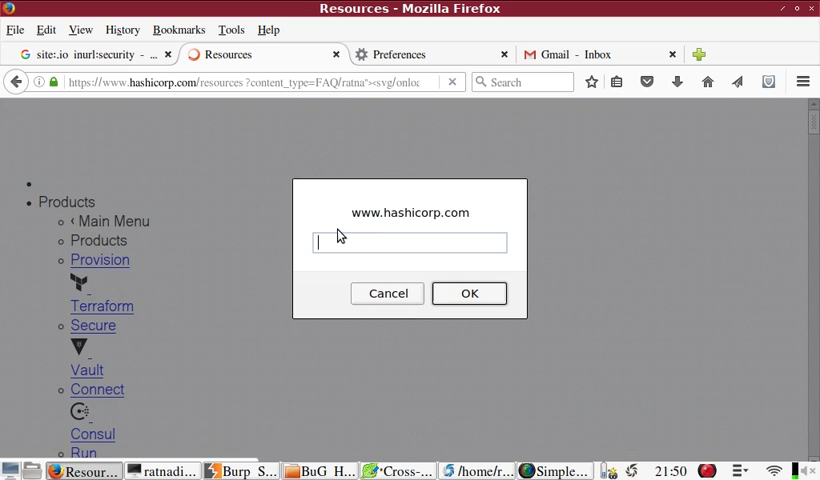 Resources - Mozilla Firefox
File Edit View History Bookmarks Tools Help
site:.io inurl:security - ...
Resources
Preferences
Gmail - Inbox
https://www.hashicorp.com/resources?content_type=FAQ/ratna"><svg/onloc
Search
Products
‹ Main Menu
Products
Provision
Terraform
Secure
Vault
Connect
Consul
Run
www.hashicorp.com
Cancel OK
Resour... ratnadi... Burp S... BuG H... *Cross-... /home/r... Simple... 21:50